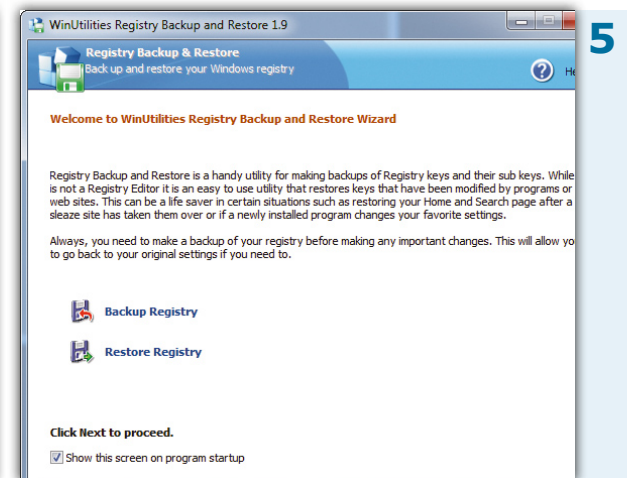 WinUtilities Registry Backup and Restore 1.9
5
Registry Backup & Restore
Back up and restore your Windows registry
Welcome to WinUtilities Registry Backup and Restore Wizard
Registry Backup and Restore is a handy utility for making backups of Registry keys and their sub keys. While
is not a Registry Editor it is an easy to use utility that restores keys that have been modified by programs or
web sites. This can be a life saver in certain situations such as restoring your Home and Search page after a
sleaze site has taken them over or if a newly installed program changes your favorite settings.
Always, you need to make a backup of your registry before making any important changes. This will allow yo
to go back to your original settings if you need to.
Backup Registry
Restore Registry
Click Next to proceed.
Show this screen on program startup